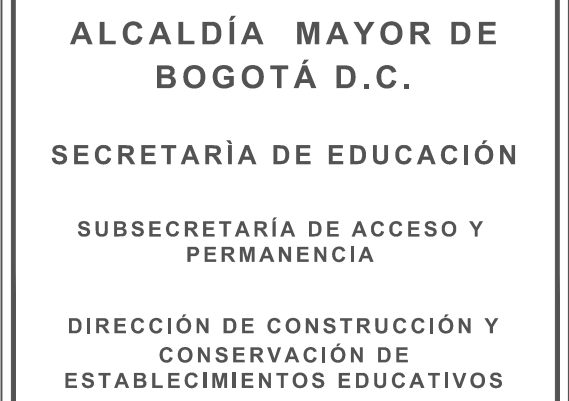 ALCALDÍA MAYOR DE
BOGOTÁ D.C.
SECRETARÌA DE EDUCACIÓN
SUBSECRETARÍA DE ACCESO Y
PERMANENCIA
DIRECCIÓN DE CONSTRUCCIÓN Y
CONSERVACIÓN DE
ESTABLECIMIENTOS EDUCATIVOS